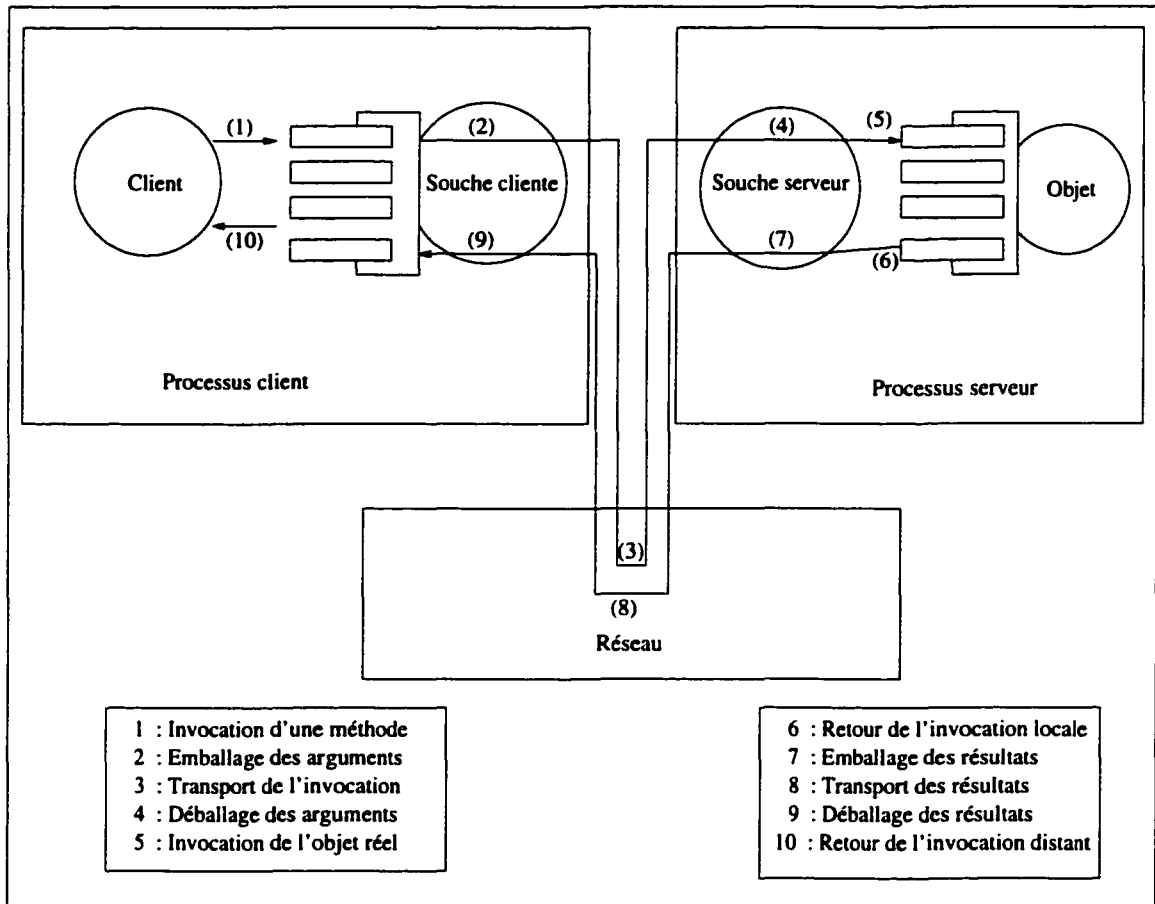 (1)
(2)
(4)
(5)
Client
Souche cliente
Souche serveur
Objet
(10)
(9)
(7)
(6)
Processus client
Processus serveur
(3)
(8)
Réseau
1 : Invocation d'une méthode
2 : Emballage des arguments
3 : Transport de l'invocation
4 : Déballage des arguments
5 : Invocation de l'objet réel
6 : Retour de l'invocation locale
7 : Emballage des résultats
8 : Transport des résultats
9 : Déballage des résultats
10 : Retour de l'invocation distant